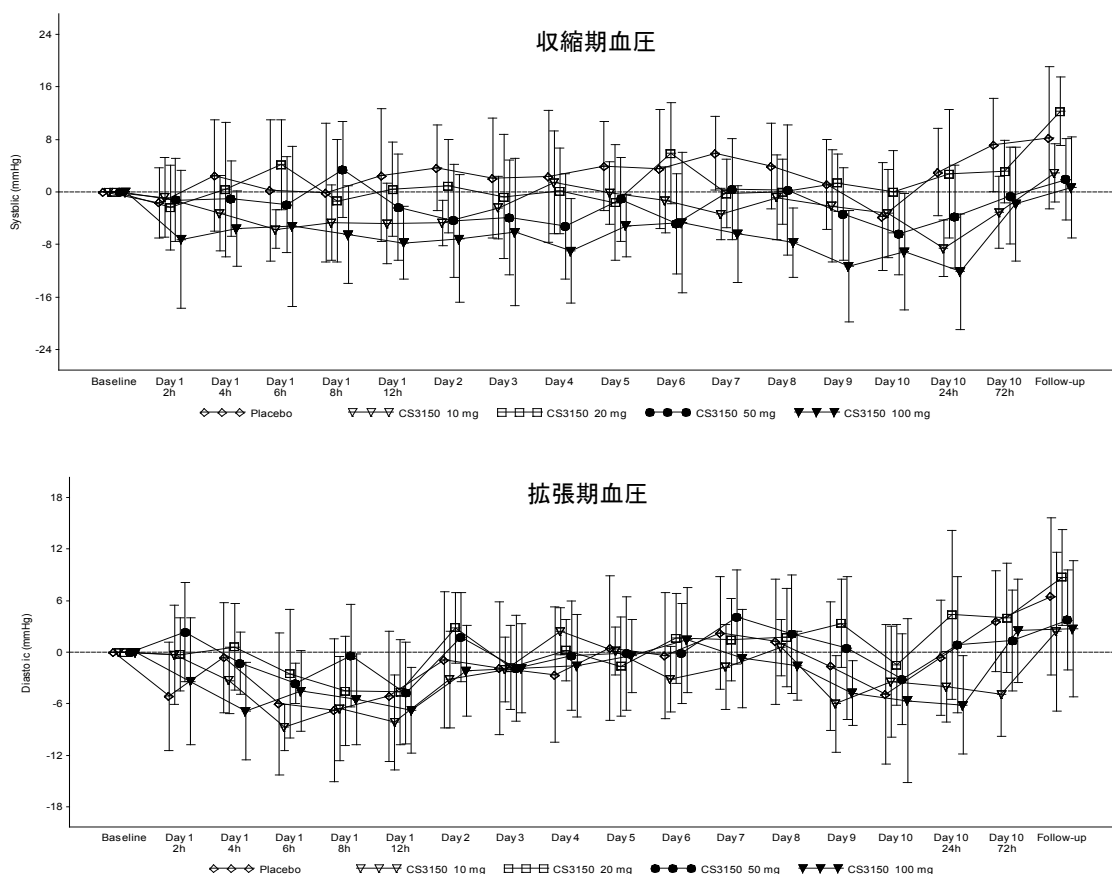 収縮期血圧
Systolic (mmHg)
24
16
8
0
-8
-16
-24
Baseline Day 1 2h Day 1 4h Day 1 6h Day 1 8h Day 1 12h Day 2 Day 3 Day 4 Day 5 Day 6 Day 7 Day 8 Day 9 Day 10 Day 10 24h Day 10 72h Follow-up
Placebo CS3150 10 mg CS3150 20 mg CS3150 50 mg CS3150 100 mg
拡張期血圧
Diastolic (mmHg)
18
12
6
0
-6
-12
-18
Baseline Day 1 2h Day 1 4h Day 1 6h Day 1 8h Day 1 12h Day 2 Day 3 Day 4 Day 5 Day 6 Day 7 Day 8 Day 9 Day 10 Day 10 24h Day 10 72h Follow-up
Placebo CS3150 10 mg CS3150 20 mg CS3150 50 mg CS3150 100 mg